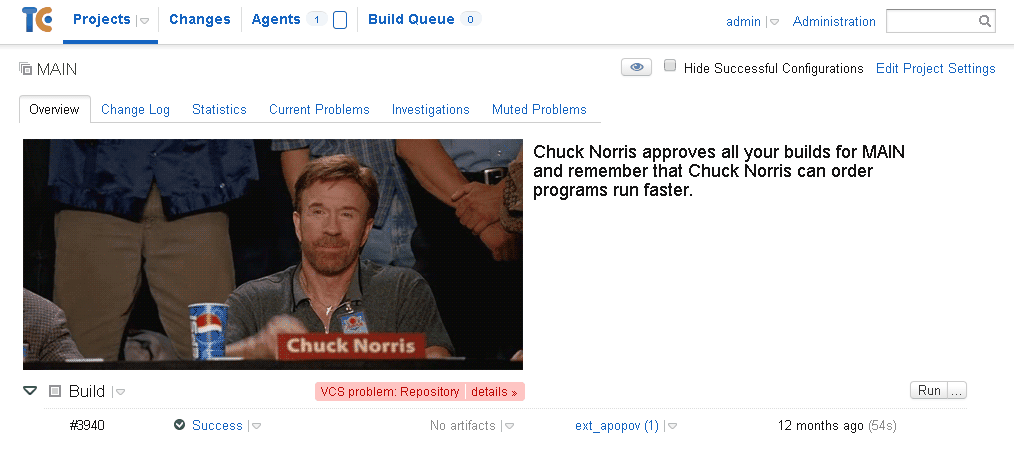 TC Projects Changes Agents 1 Build Queue 0 admin Administration
MAIN Hide Successful Configurations Edit Project Settings
Overview Change Log Statistics Current Problems Investigations Muted Problems
Chuck Norris approves all your builds for MAIN
and remember that Chuck Norris can order
programs run faster.
PEPSI
Chuck Norris
Build VCS problem: Repository details » Run ...
#3940 Success No artifacts ext_apopov (1) 12 months ago (54s)